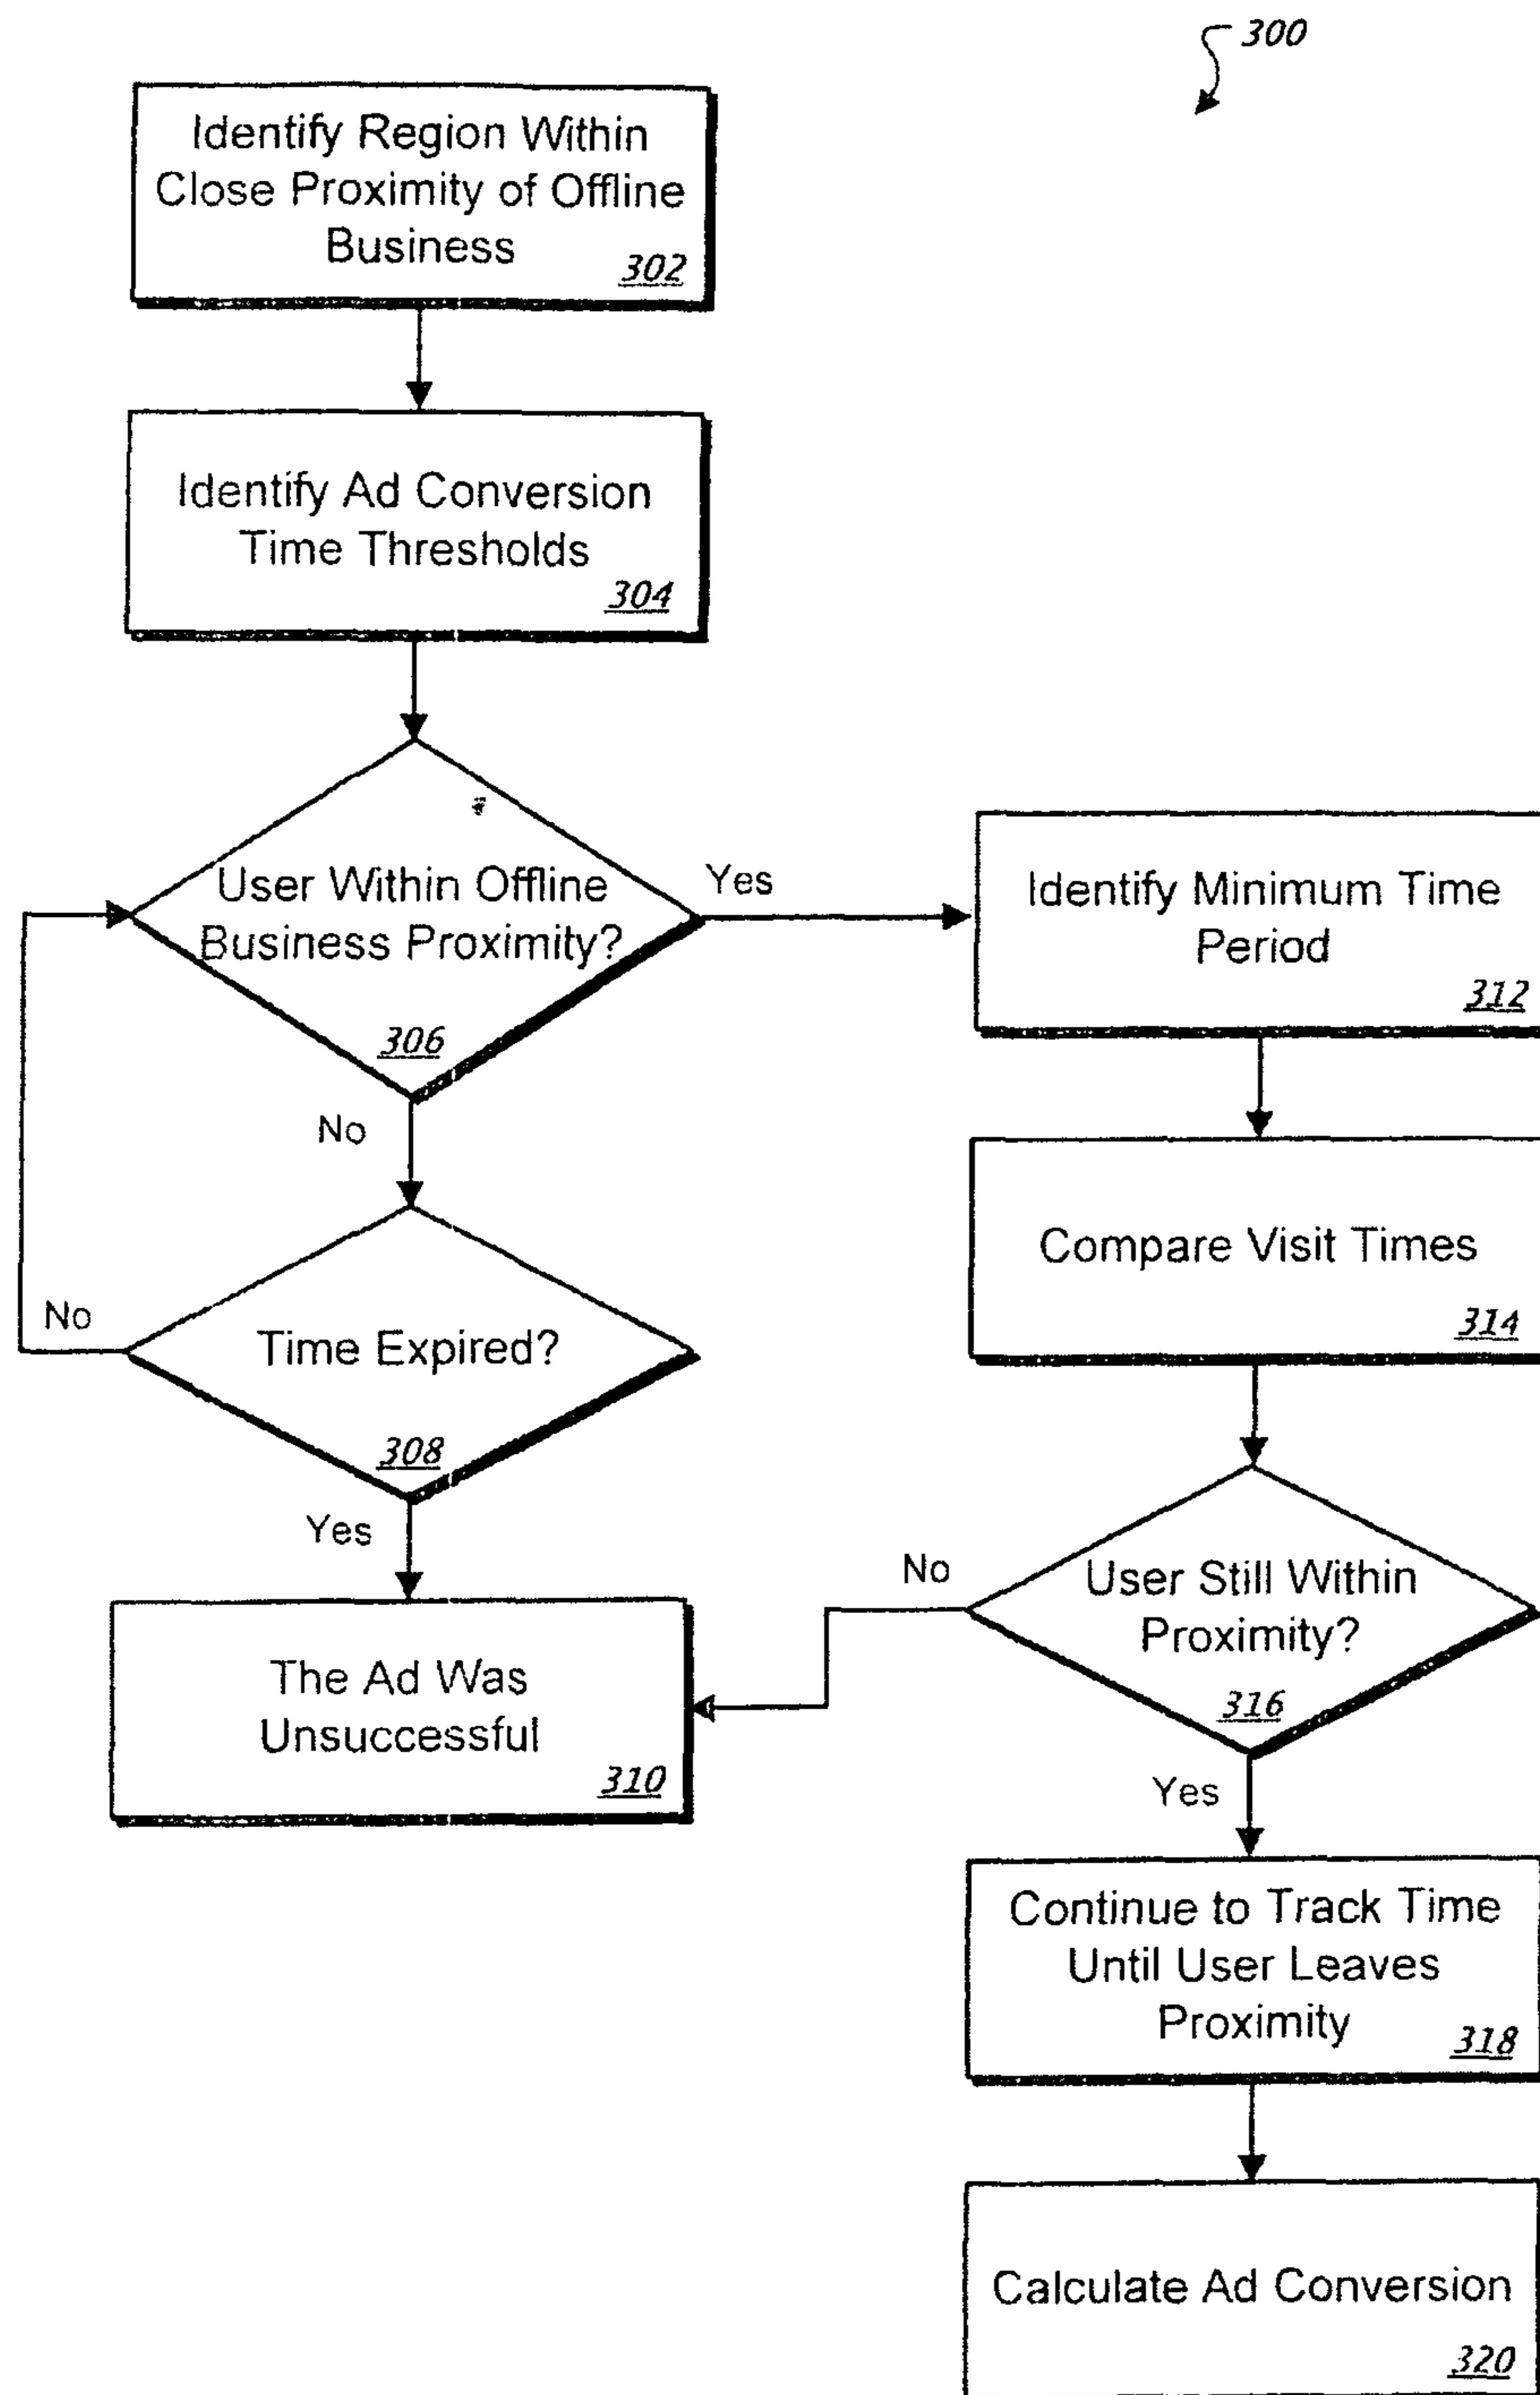 300
Identify Region Within
Close Proximity of Offline
Business
302
Identify Ad Conversion
Time Thresholds
304
User Within Offline
Business Proximity?
306
Yes
No
Identify Minimum Time
Period
312
Compare Visit Times
314
Time Expired?
308
No
Yes
The Ad Was
Unsuccessful
310
User Still Within
Proximity?
316
No
Yes
Continue to Track Time
Until User Leaves
Proximity
318
Calculate Ad Conversion
320